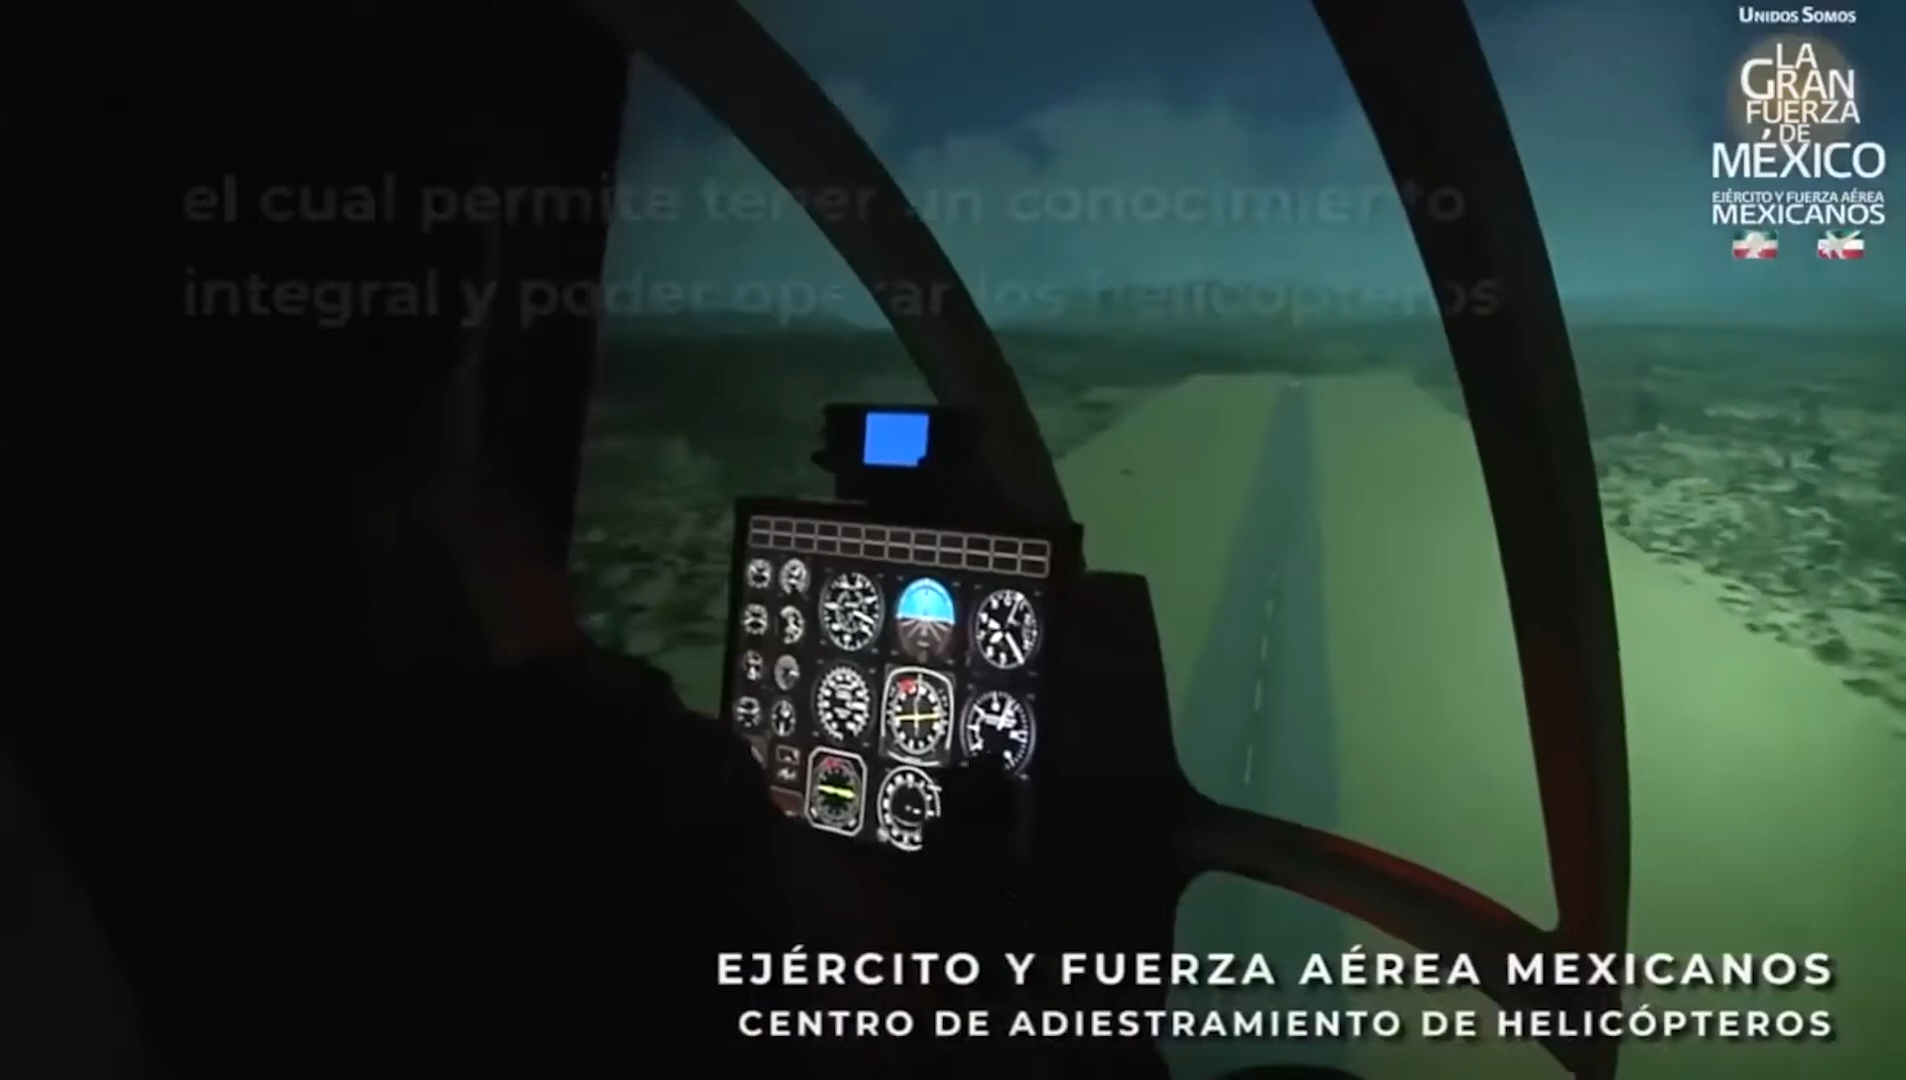 UNIDOS SOMOS
LA
GRAN
FUERZA
DE
MÉXICO
EJÉRCITO Y FUERZA AÉREA
MEXICANOS
el cual permite tener un conocimiento
integral y poder operar los helicópteros
EJÉRCITO Y FUERZA AÉREA MEXICANOS
CENTRO DE ADIESTRAMIENTO DE HELICÓPTEROS